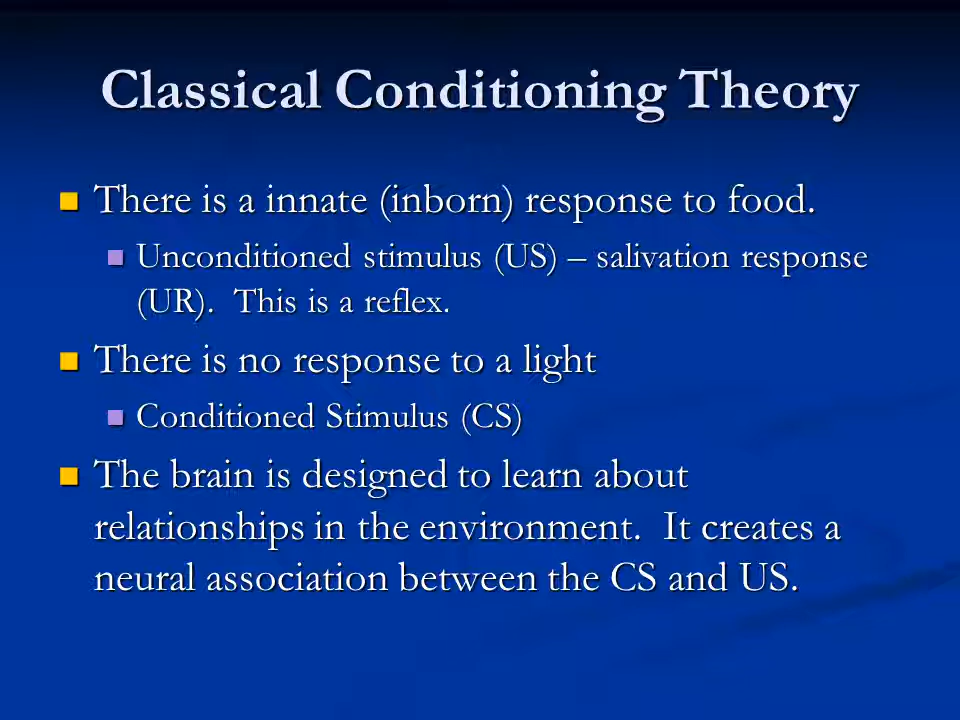 Classical Conditioning Theory
There is a innate (inborn) response to food.
Unconditioned stimulus (US) – salivation response
(UR).  This is a reflex.
There is no response to a light
Conditioned Stimulus (CS)
The brain is designed to learn about
relationships in the environment.  It creates a
neural association between the CS and US.